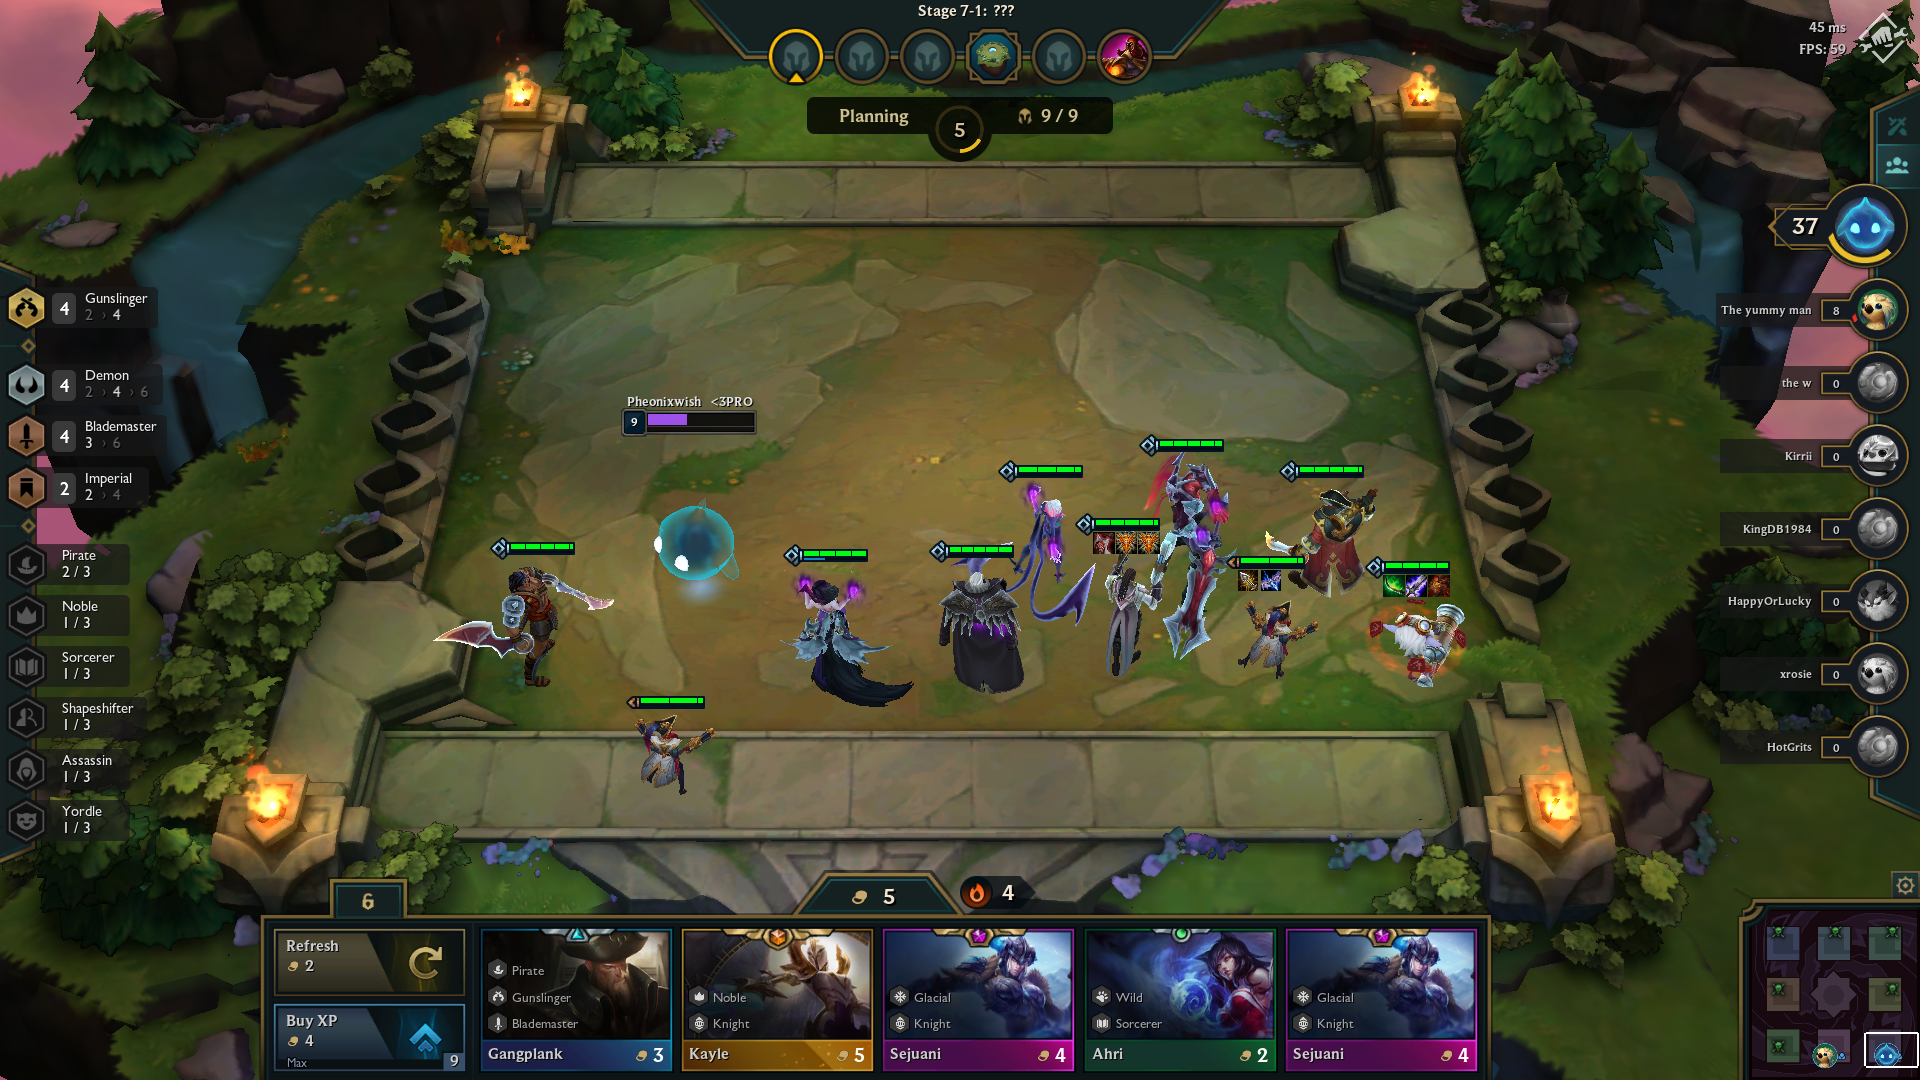 Stage 7-1: ???
45 ms
FPS: 59
Planning
5
9 / 9
37
4
Gunslinger
2 › 4
4
Demon
2 › 4 › 6
4
Blademaster
3 › 6
2
Imperial
2 › 4
Pirate
2 / 3
Noble
1 / 3
Sorcerer
1 / 3
Shapeshifter
1 / 3
Assassin
1 / 3
Yordle
1 / 3
Pheonixwish <3PRO
9
The yummy man 8
the w 0
Kirrii 0
KingDB1984 0
HappyOrLucky 0
xrosie 0
HotGrits 0
6
5
4
Refresh
2
Buy XP
4
Max
9
Pirate
Gunslinger
Blademaster
Gangplank 3
Noble
Knight
Kayle 5
Glacial
Knight
Sejuani 4
Wild
Sorcerer
Ahri 2
Glacial
Knight
Sejuani 4